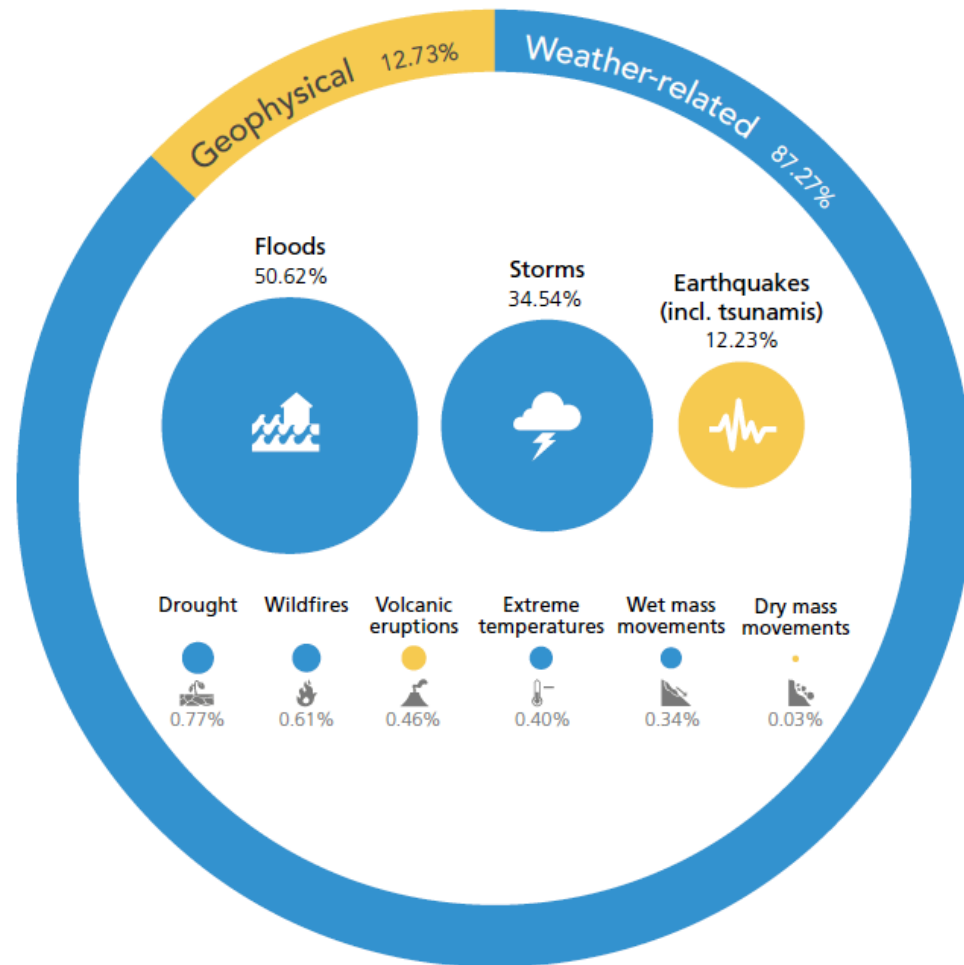 Geophysical 12.73%
Weather-related 87.27%
Floods
50.62%
Storms
34.54%
Earthquakes
(incl. tsunamis)
12.23%
Drought
0.77%
Wildfires
0.61%
Volcanic
eruptions
0.46%
Extreme
temperatures
0.40%
Wet mass
movements
0.34%
Dry mass
movements
0.03%